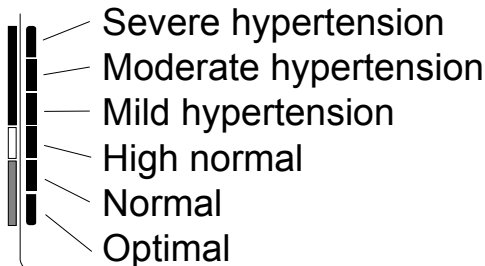 Severe hypertension
Moderate hypertension
Mild hypertension
High normal
Normal
Optimal